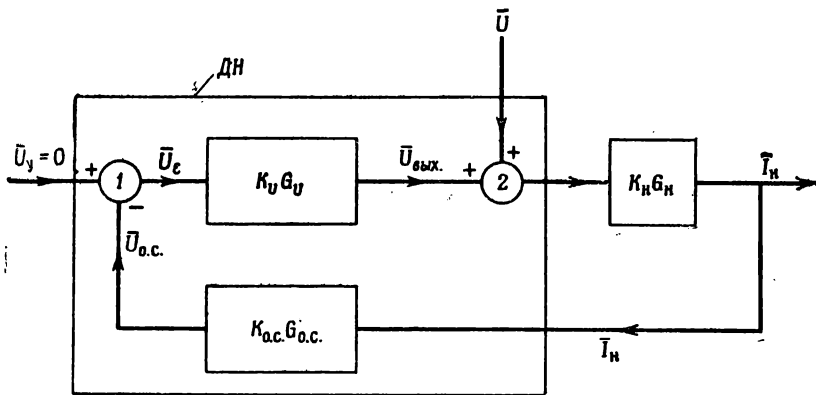 Ū
ДН
Ū_у = 0
+
1
−
Ū_ε
K_U G_U
Ū_вых.
+
+
2
K_н G_н
Ī_н
Ū_о.с.
K_о.с. G_о.с.
Ī_н